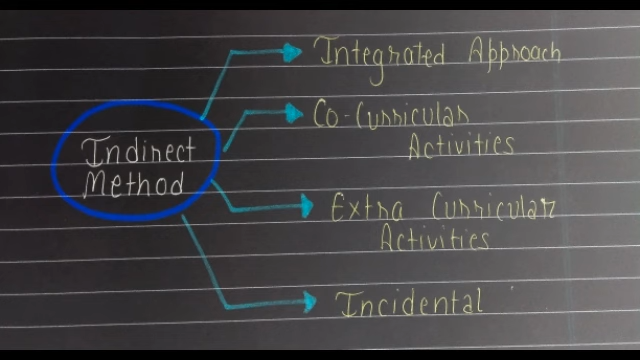 Integrated Approach
Co-Curricular
Activities
Indirect
Method
Extra Curricular
Activities
Incidental